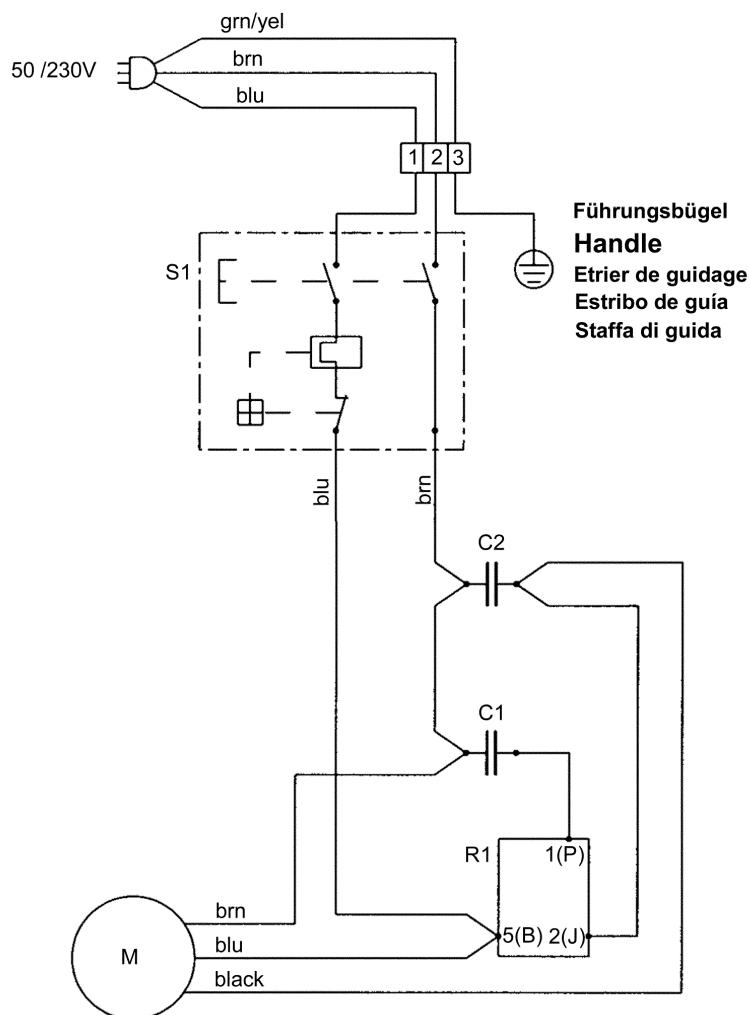 grn/yel
50 /230V
brn
blu
1 2 3
Führungsbügel
Handle
Etrier de guidage
Estribo de guía
Staffa di guida
S1
blu
brn
C2
C1
R1
1(P)
5(B) 2(J)
brn
M
blu
black